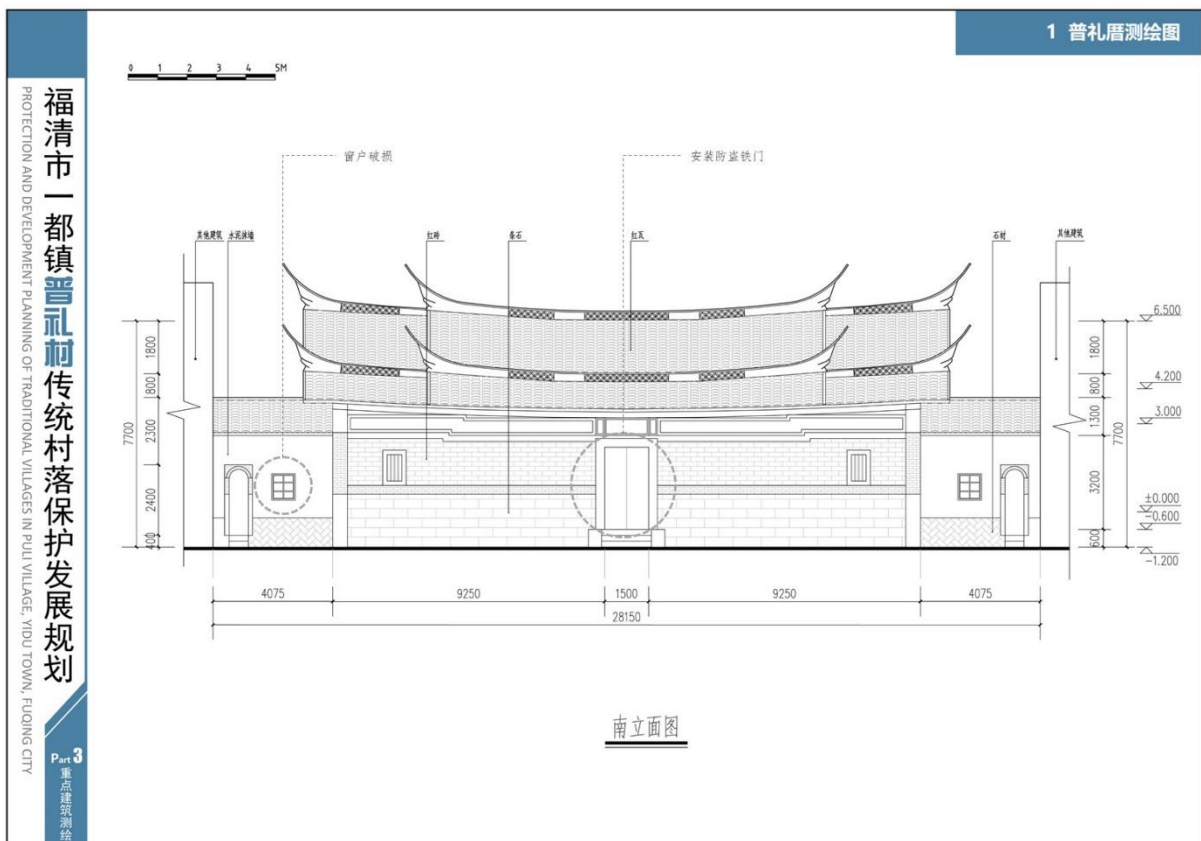 1 普礼厝测绘图
福清市一都镇普礼村传统村落保护发展规划
PROTECTION AND DEVELOPMENT PLANNING OF TRADITIONAL VILLAGES IN PULI VILLAGE, YIDU TOWN, FUQING CITY
Part 3
重点建筑测绘
0 1 2 3 4 5M
窗户破损
安装防盗铁门
其他建筑
水泥抹墙
红砖
条石
红瓦
石材
其他建筑
7700
1800
800
2300
2400
400
1800
800
1300
3200
600
7700
6.500
4.200
3.000
±0.000
-0.600
-1.200
4075 9250 1500 9250 4075
28150
南立面图